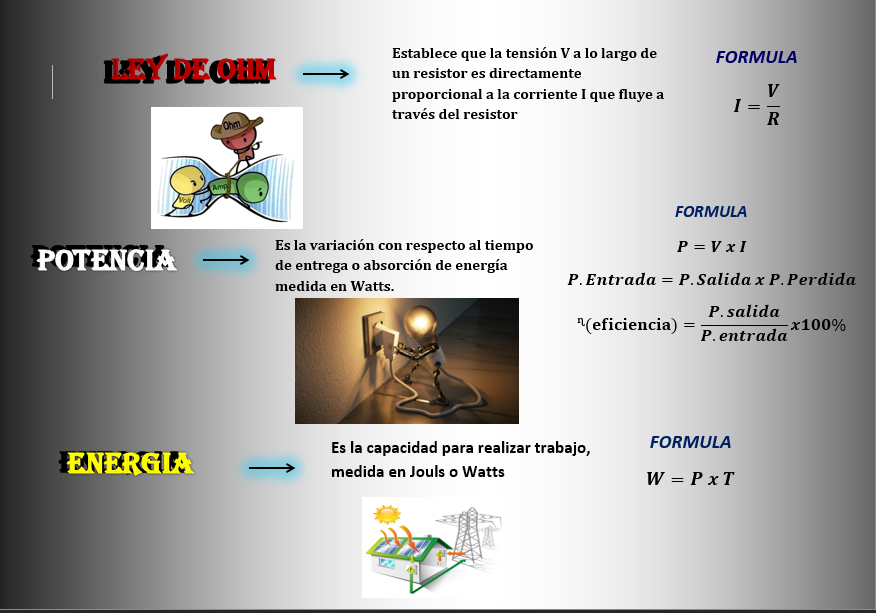 LEY DE OHM
Establece que la tensión V a lo largo de
un resistor es directamente
proporcional a la corriente I que fluye a
través del resistor
FORMULA
I = V/R
Ohm
Volt
Amp
POTENCIA
Es la variación con respecto al tiempo
de entrega o absorción de energía
medida en Watts.
FORMULA
P = V x I
P. Entrada = P. Salida x P. Perdida
η(eficiencia) = P. salida / P. entrada x100%
ENERGIA
Es la capacidad para realizar trabajo,
medida en Jouls o Watts
FORMULA
W = P x T